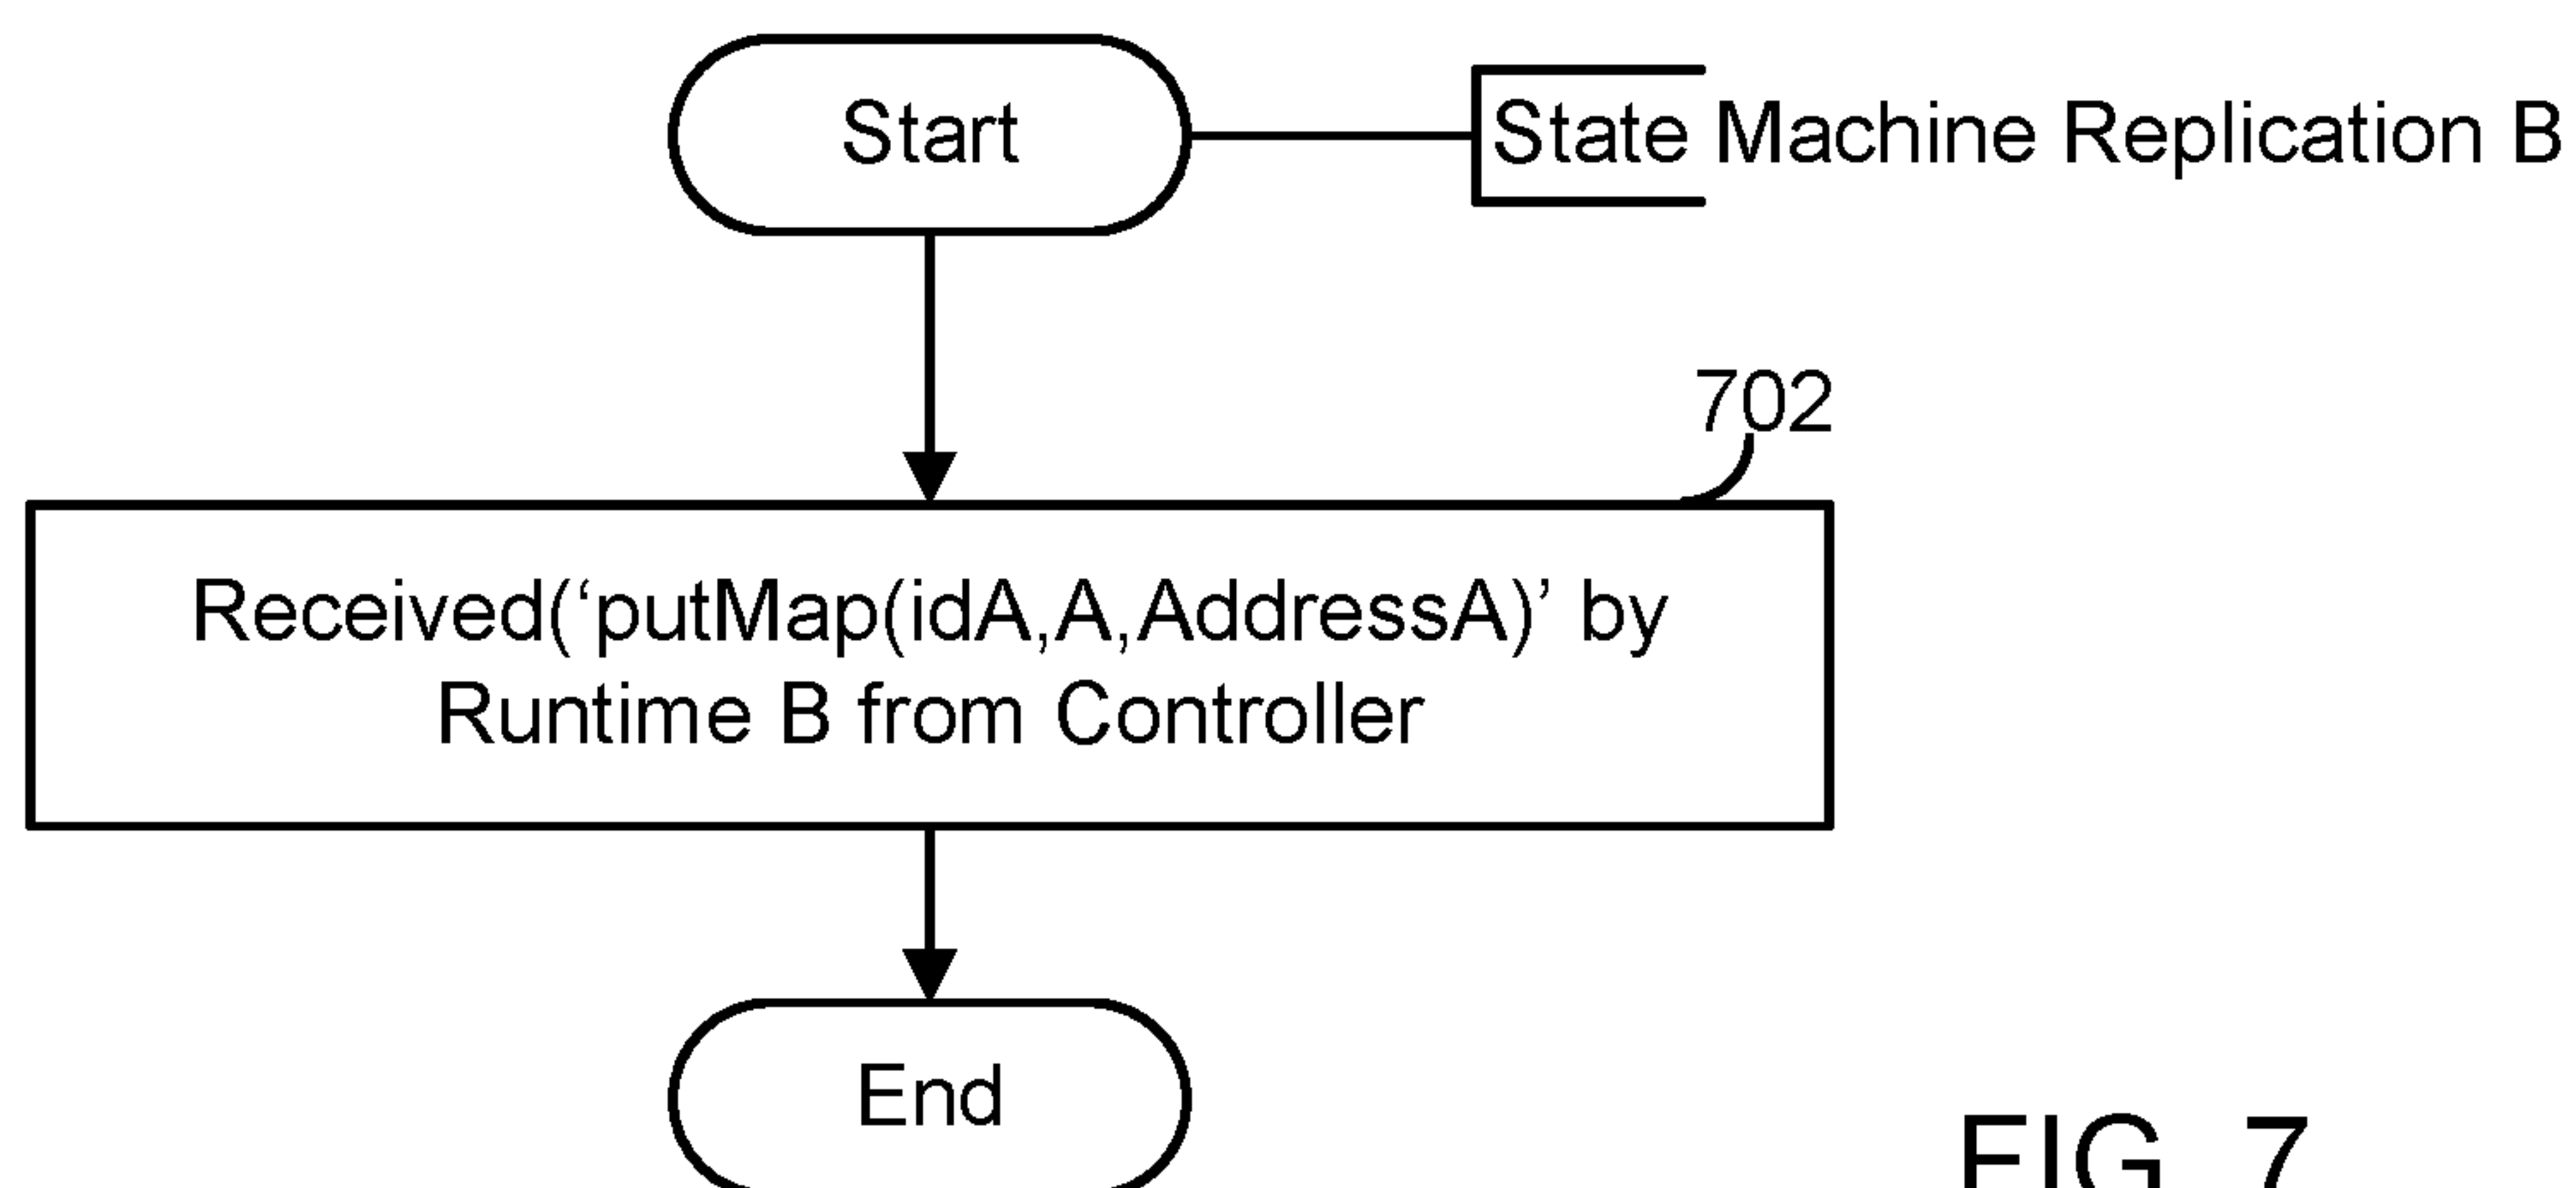 Start
State Machine Replication B
702
Received(‘putMap(idA,A,AddressA)’ by
Runtime B from Controller
End
FIG. 7